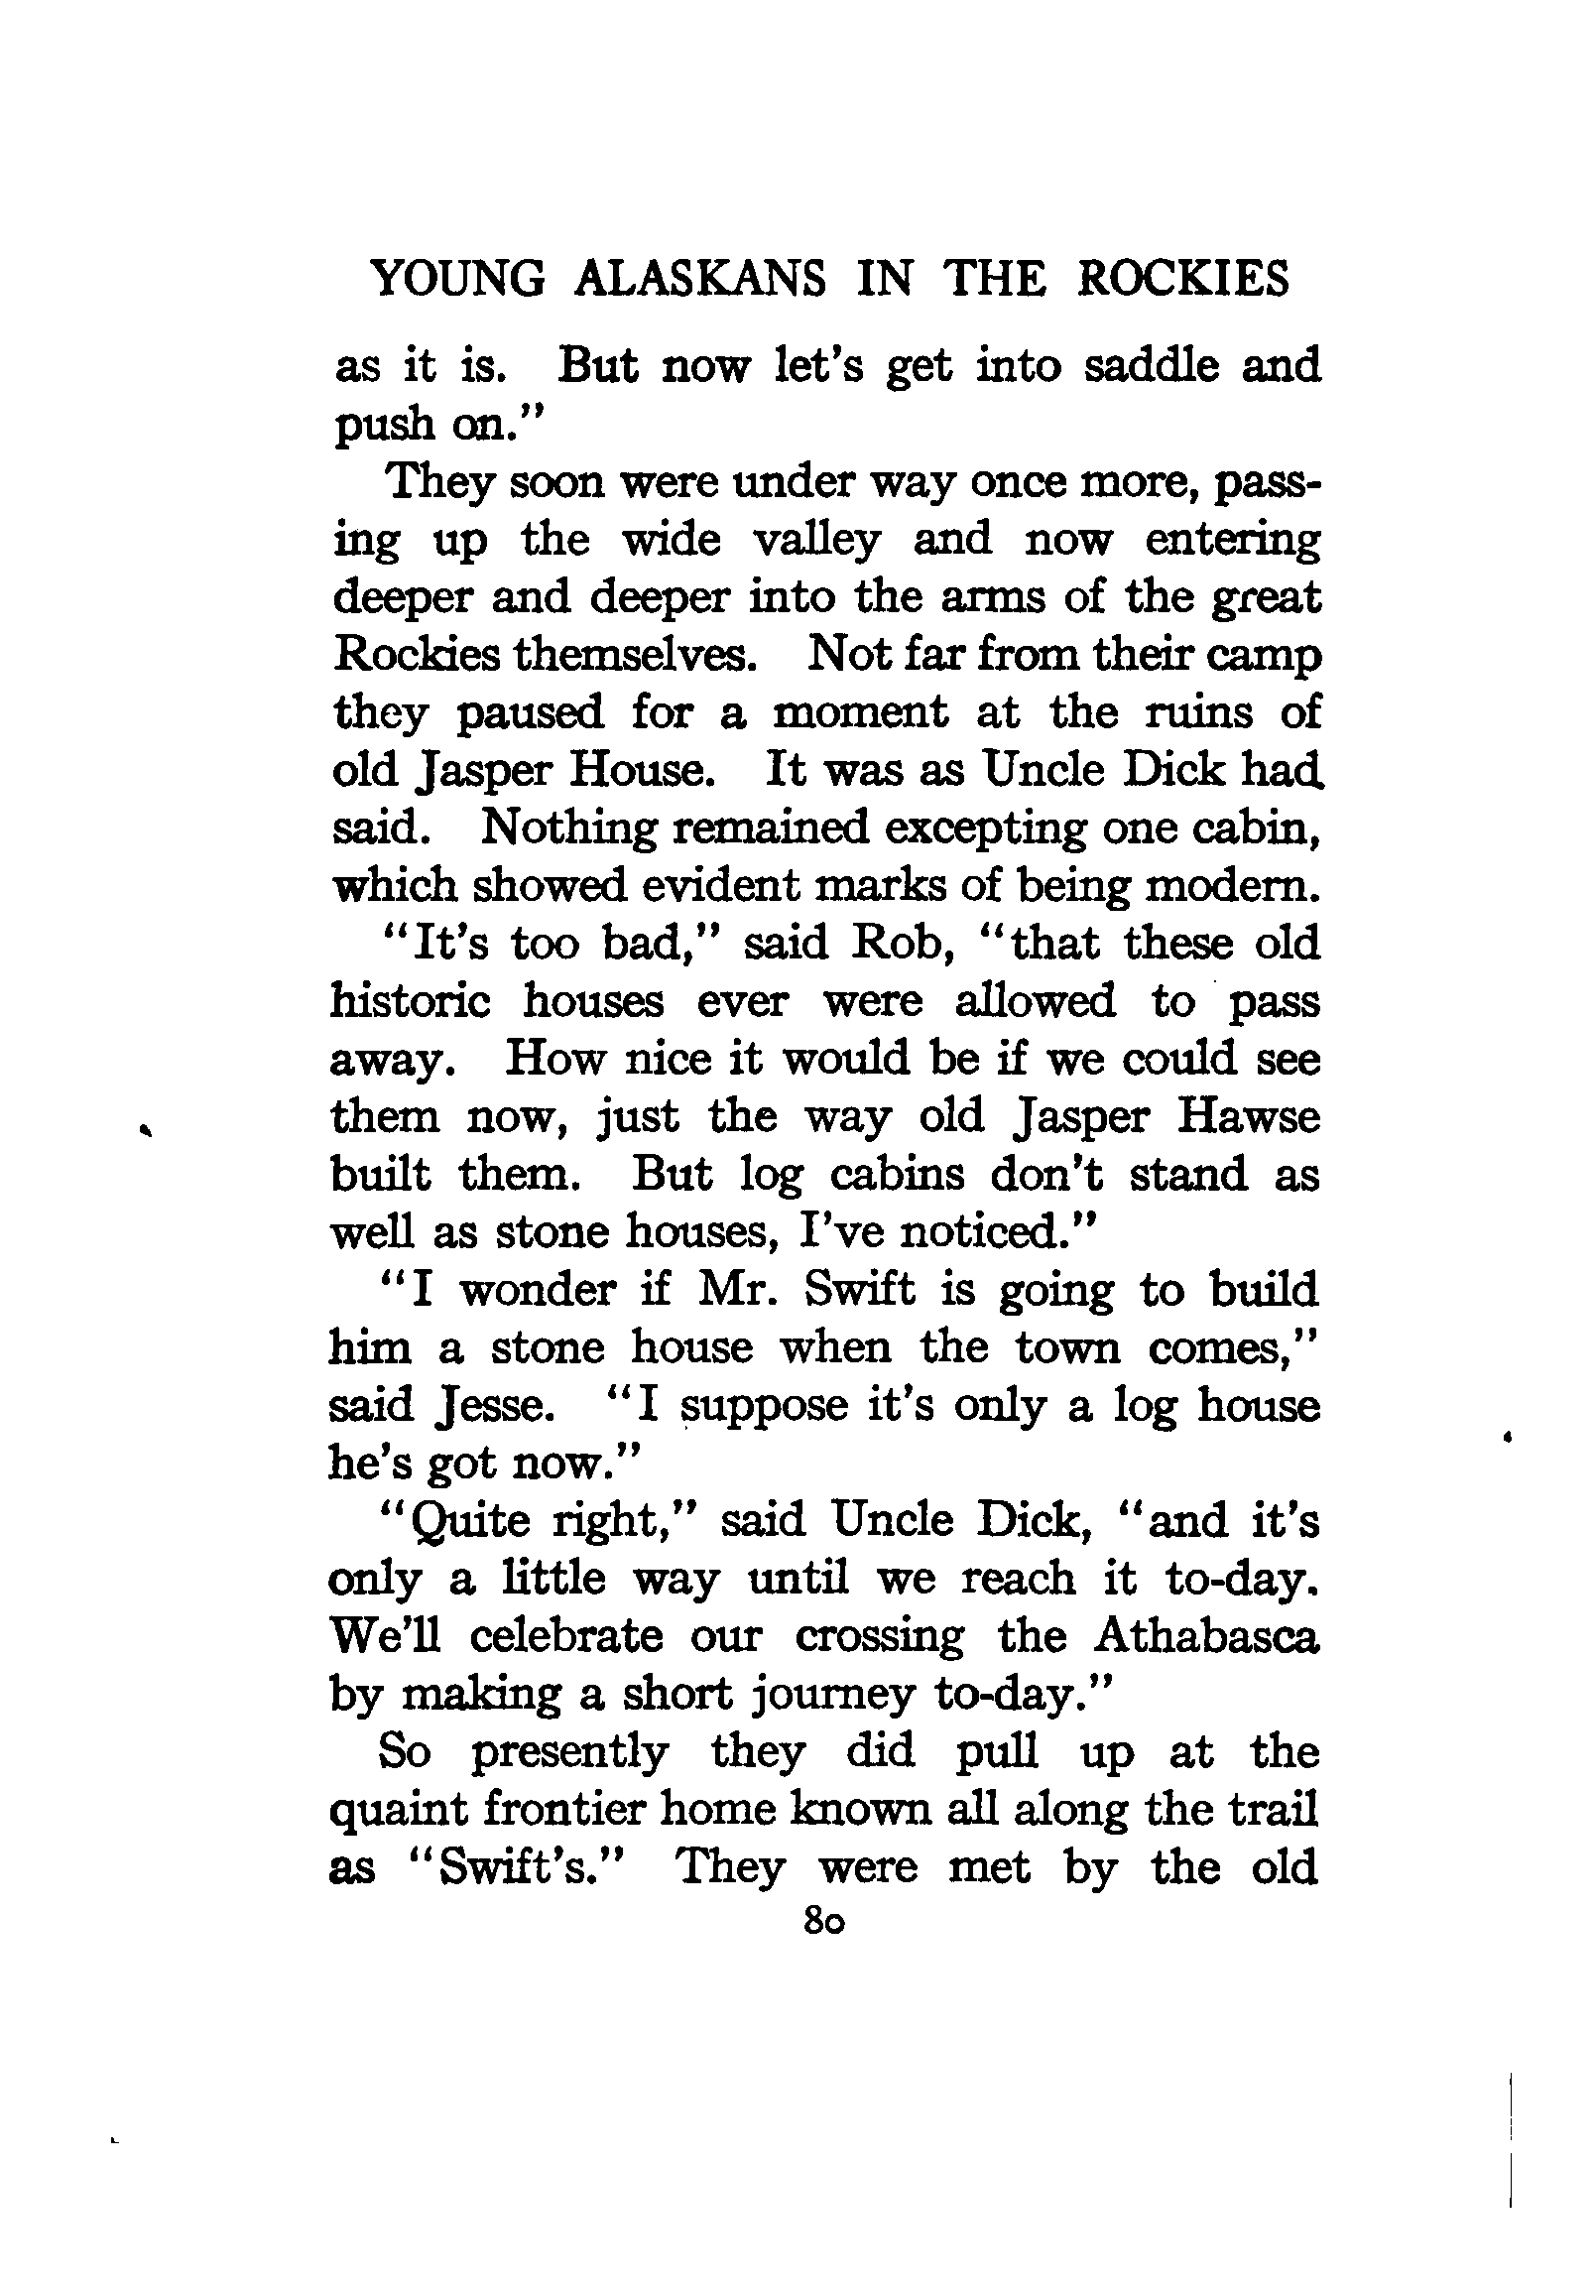 YOUNG ALASKANS IN THE ROCKIES
as it is. But now let's get into saddle and
push on."
They soon were under way once more, pass-
ing up the wide valley and now entering
deeper and deeper into the arms of the great
Rockies themselves. Not far from their camp
they paused for a moment at the ruins of
old Jasper House. It was as Uncle Dick had
said. Nothing remained excepting one cabin,
which showed evident marks of being modern.
"It's too bad," said Rob, "that these old
historic houses ever were allowed to pass
away. How nice it would be if we could see
them now, just the way old Jasper Hawse
built them. But log cabins don't stand as
well as stone houses, I've noticed."
"I wonder if Mr. Swift is going to build
him a stone house when the town comes,"
said Jesse. "I suppose it's only a log house
he's got now."
"Quite right," said Uncle Dick, "and it's
only a little way until we reach it to-day.
We'll celebrate our crossing the Athabasca
by making a short journey to-day."
So presently they did pull up at the
quaint frontier home known all along the trail
as "Swift's." They were met by the old
80